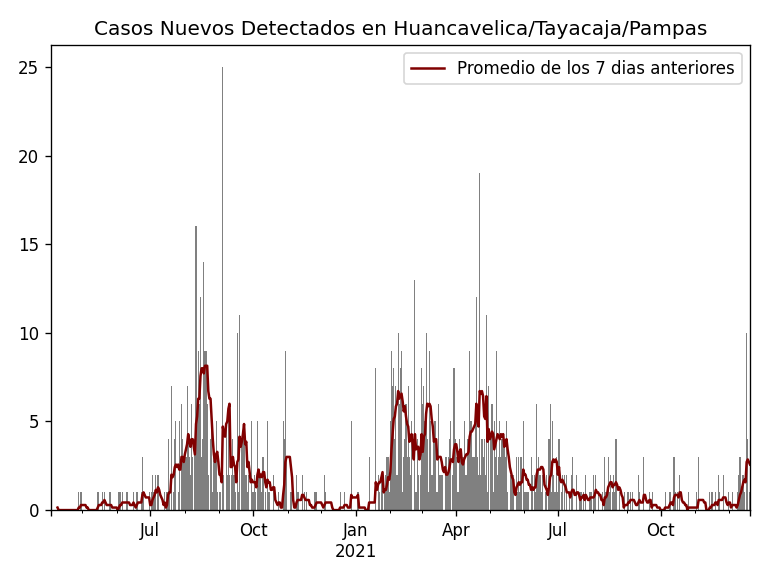 Casos Nuevos Detectados en Huancavelica/Tayacaja/Pampas
Promedio de los 7 dias anteriores
25
20
15
10
5
0
Jul Oct Jan Apr Jul Oct
2021